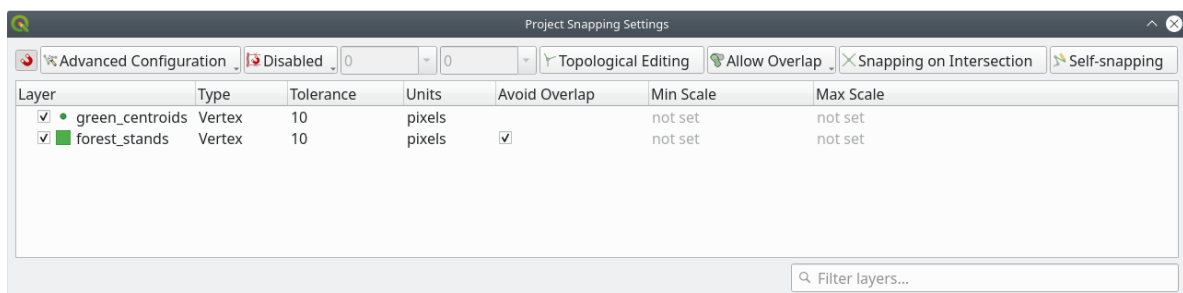 Project Snapping Settings
Advanced Configuration Disabled 0 0 Topological Editing Allow Overlap Snapping on Intersection Self-snapping
Layer Type Tolerance Units Avoid Overlap Min Scale Max Scale
green_centroids Vertex 10 pixels not set not set
forest_stands Vertex 10 pixels not set not set
Filter layers...